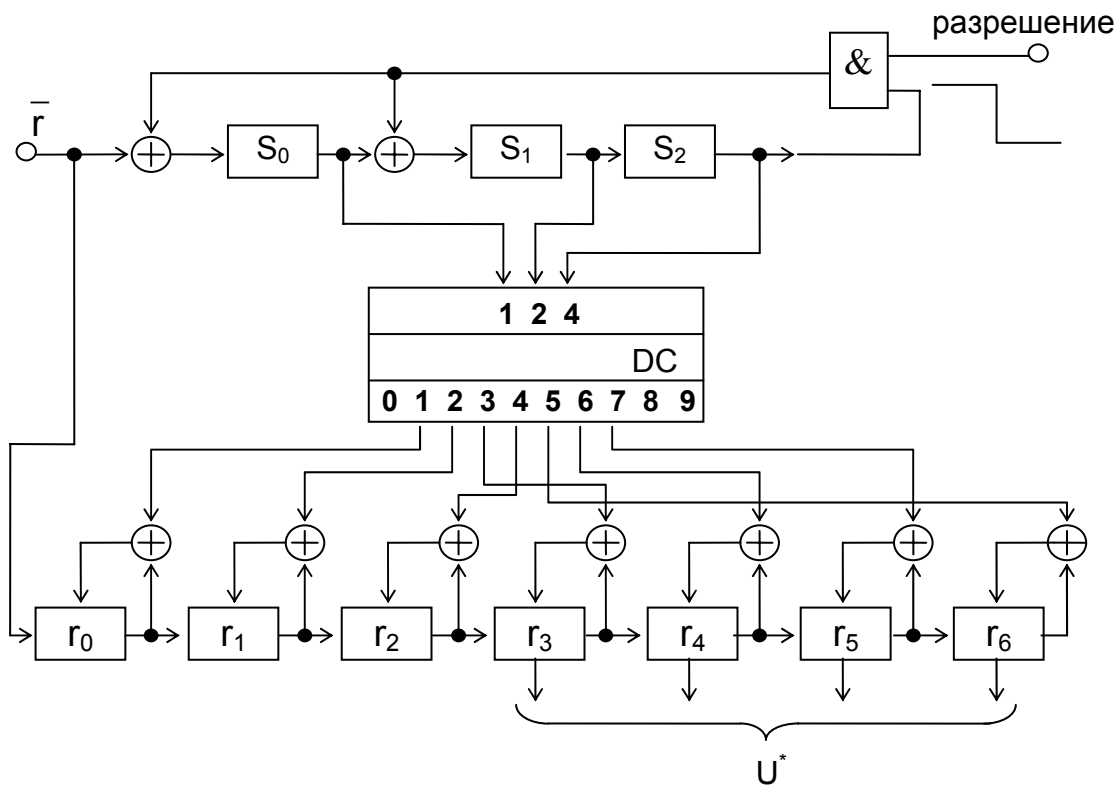 разрешение
&
r̅
S₀
S₁
S₂
1 2 4
DC
0 1 2 3 4 5 6 7 8 9
r₀
r₁
r₂
r₃
r₄
r₅
r₆
U*